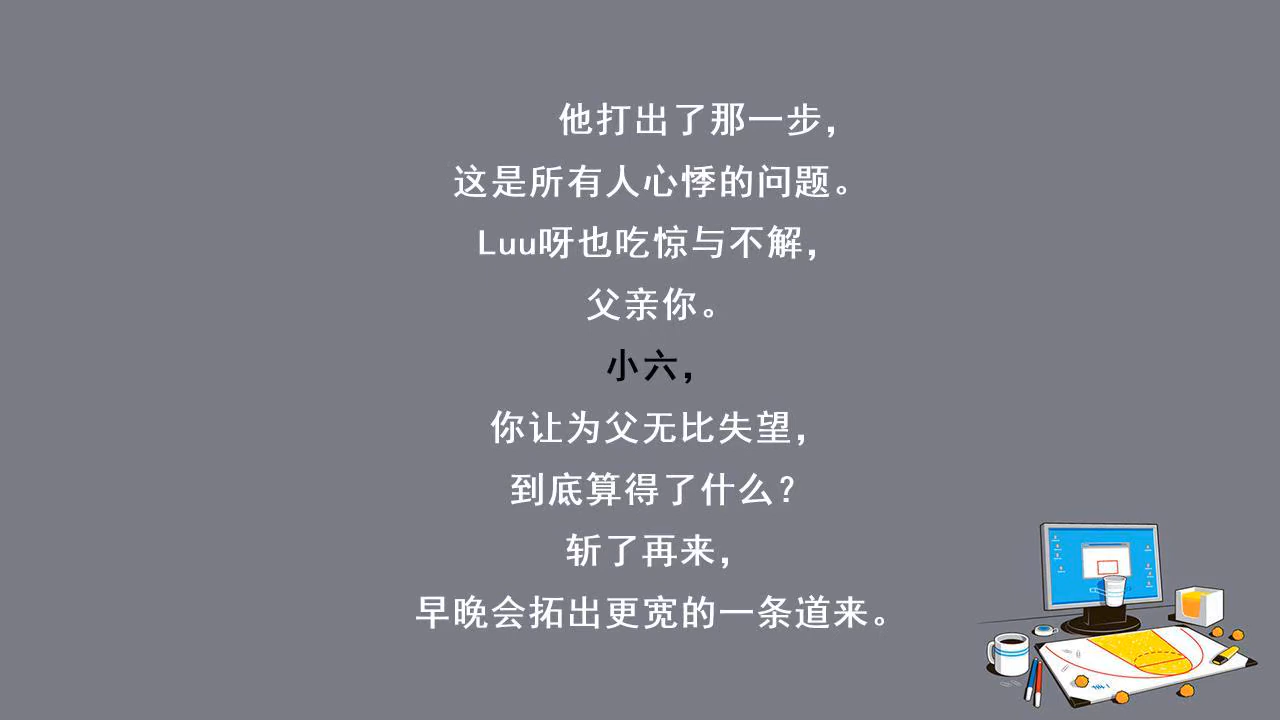 他打出了那一步，
这是所有人心悸的问题。
Luu呀也吃惊与不解，
父亲你。
小六，
你让为父无比失望，
到底算得了什么？
斩了再来，
早晚会拓出更宽的一条道来。